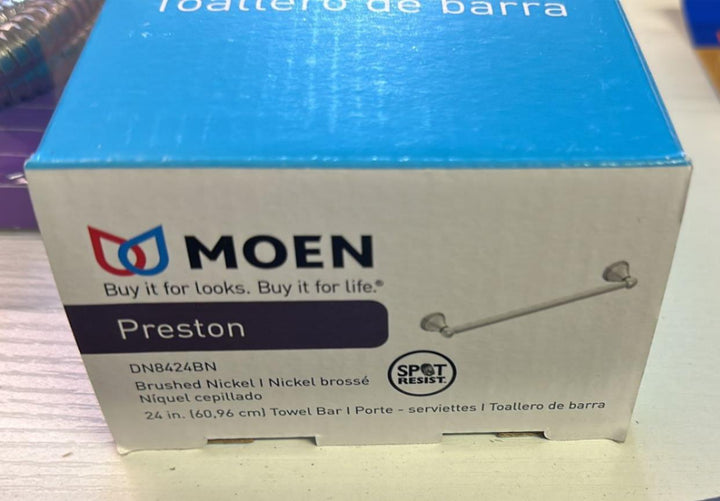 Toallero de barra
MOEN
Buy it for looks. Buy it for life.®
Preston
DN8424BN
Brushed Nickel | Nickel brossé
Níquel cepillado
SPOT
RESIST.
24 in. (60,96 cm) Towel Bar | Porte - serviettes | Toallero de barra